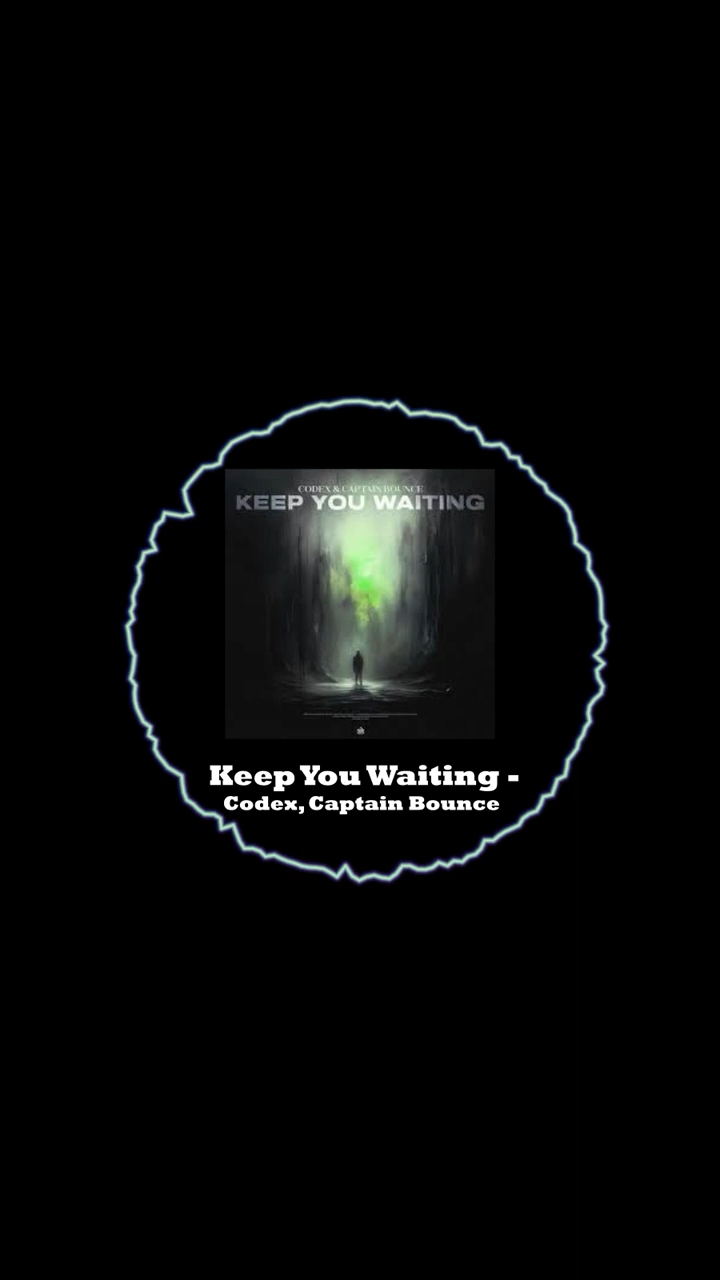 CODEX & CAPTAIN BOUNCE
KEEP YOU WAITING
Keep You Waiting -
Codex, Captain Bounce